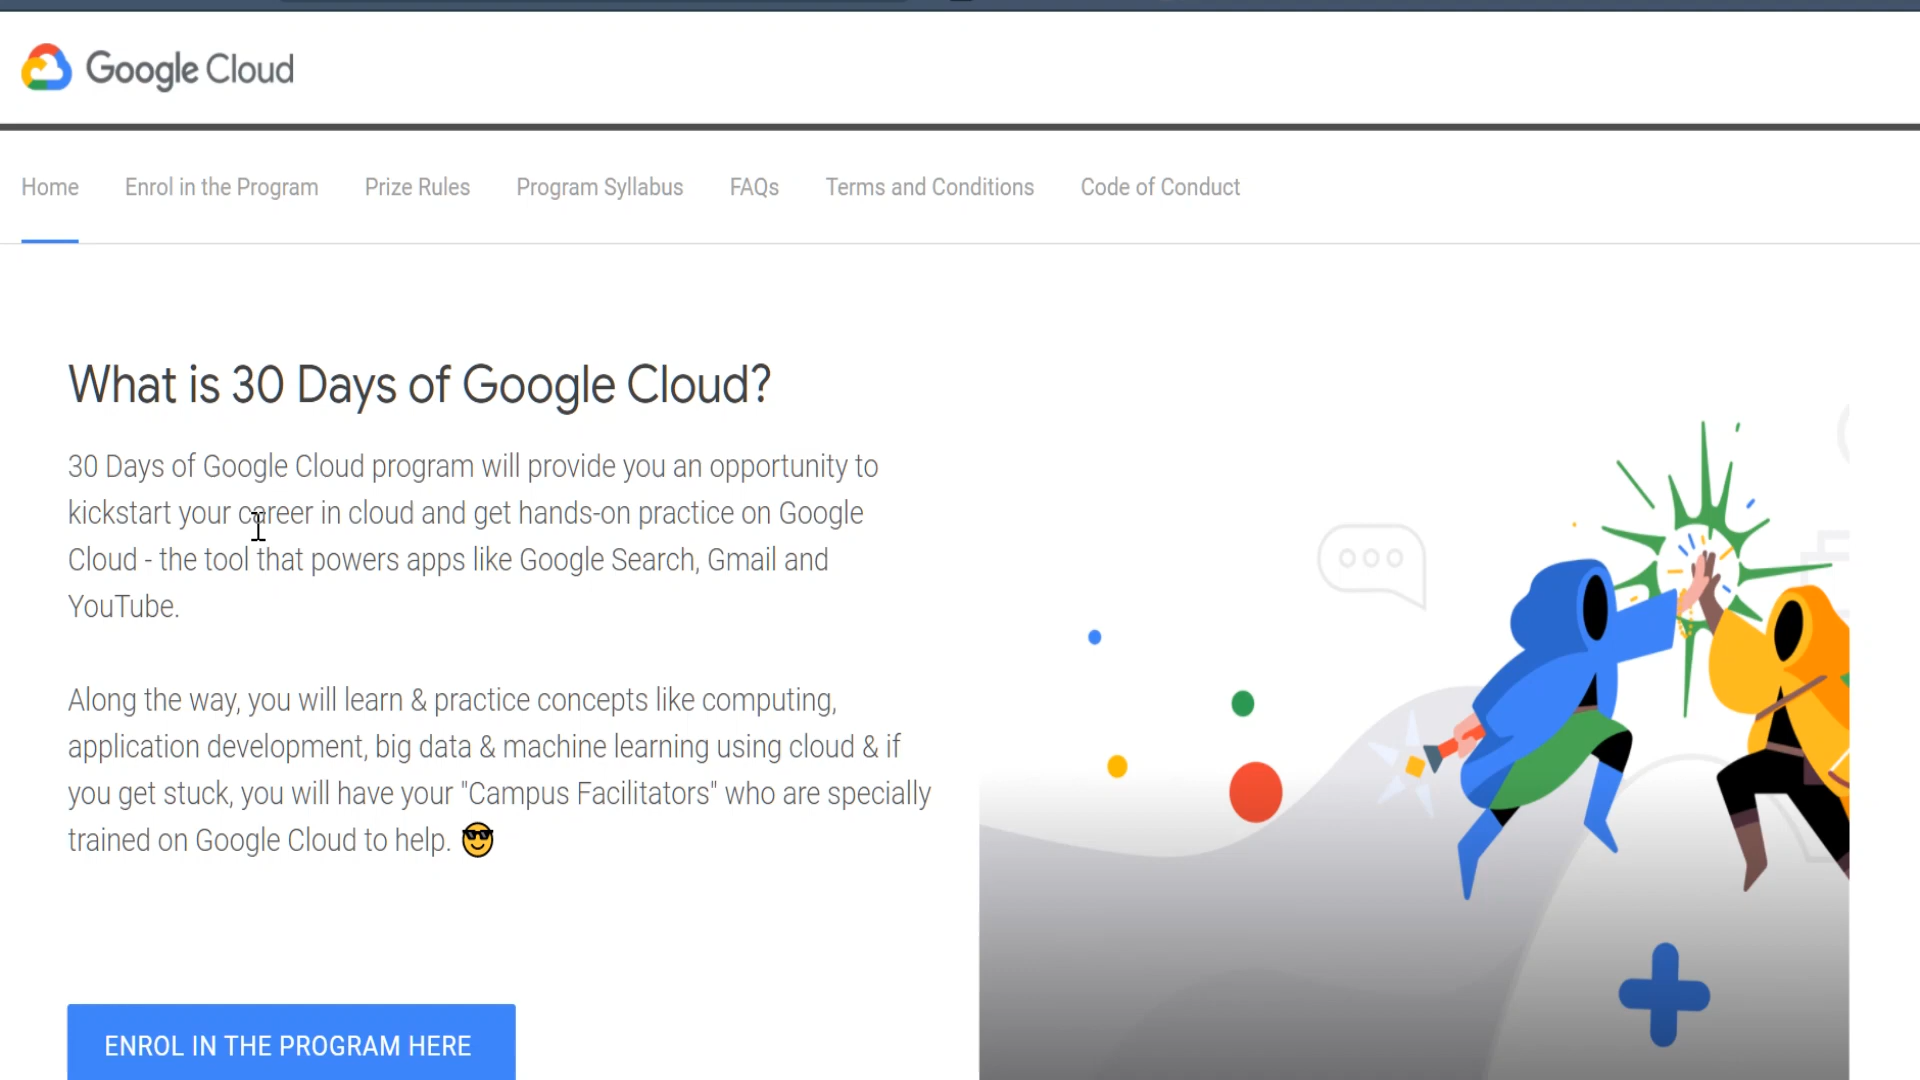 Google Cloud
Home Enrol in the Program Prize Rules Program Syllabus FAQs Terms and Conditions Code of Conduct
What is 30 Days of Google Cloud?
30 Days of Google Cloud program will provide you an opportunity to
kickstart your career in cloud and get hands-on practice on Google
Cloud - the tool that powers apps like Google Search, Gmail and
YouTube.
Along the way, you will learn & practice concepts like computing,
application development, big data & machine learning using cloud & if
you get stuck, you will have your "Campus Facilitators" who are specially
trained on Google Cloud to help. 😎
ENROL IN THE PROGRAM HERE